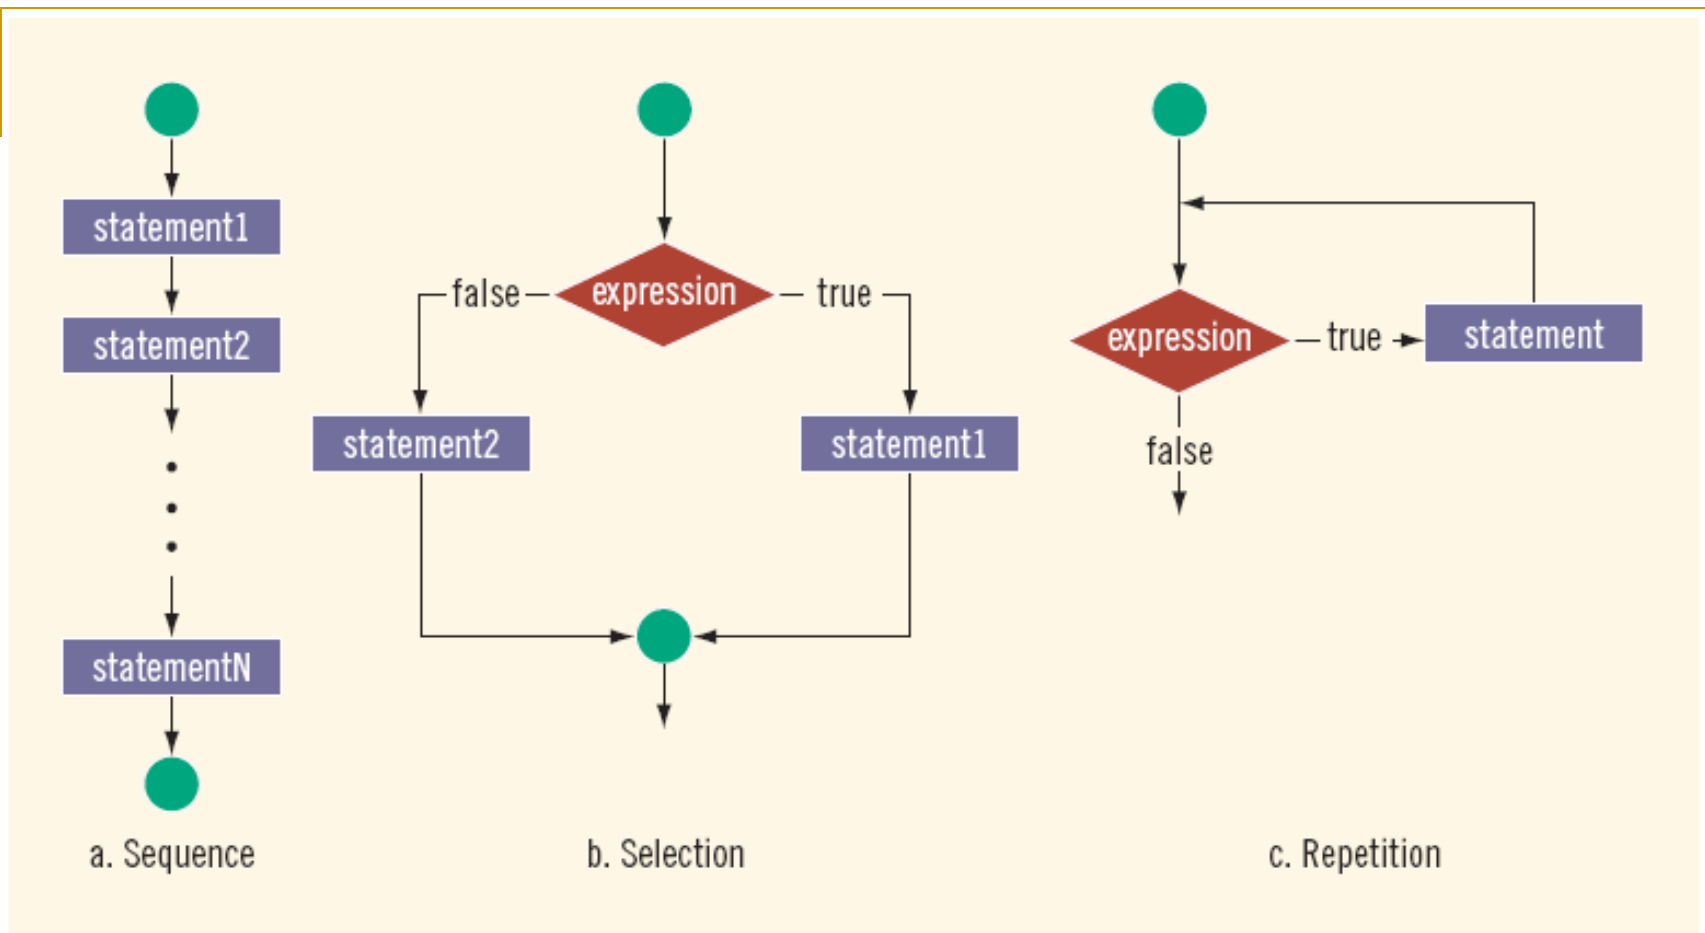 statement1
statement2
statementN
a. Sequence
false
expression
true
statement2
statement1
b. Selection
expression
true
statement
false
c. Repetition